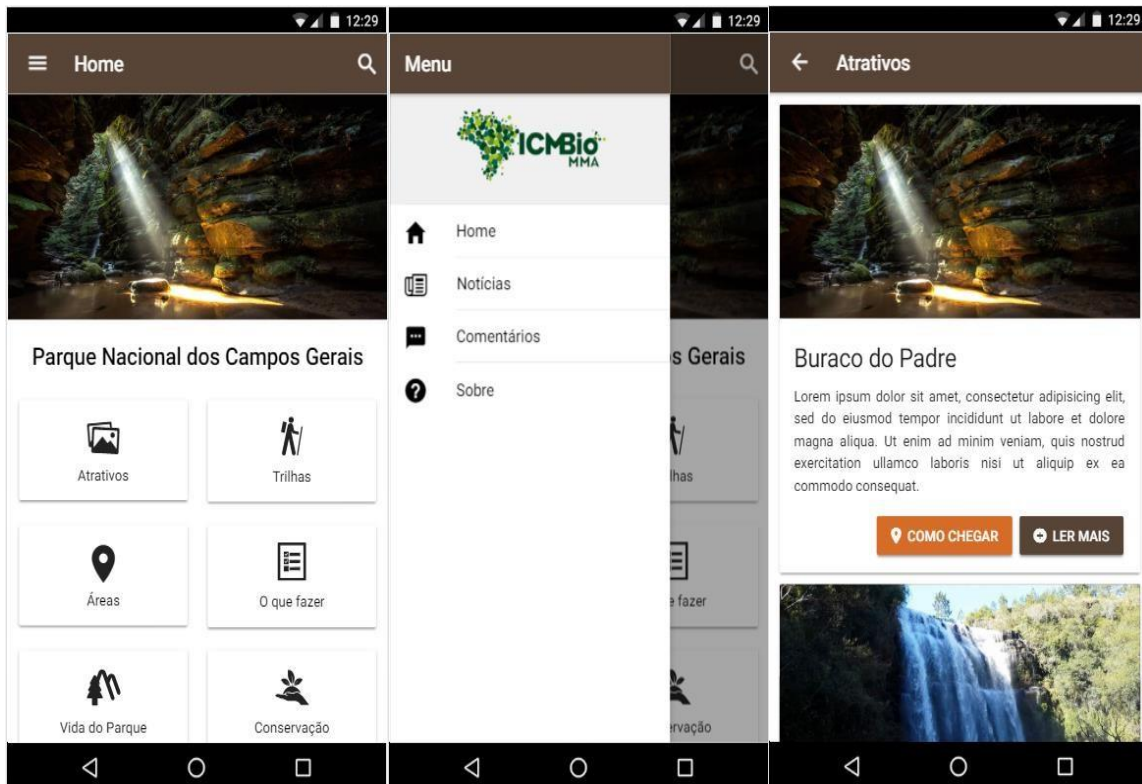 12:29
Home
Parque Nacional dos Campos Gerais
Atrativos
Trilhas
Áreas
O que fazer
Vida do Parque
Conservação
12:29
Menu
ICMBio
MMA
Home
Notícias
Comentários
Sobre
s Gerais
lhas
e fazer
ervação
12:29
Atrativos
Buraco do Padre
Lorem ipsum dolor sit amet, consectetur adipisicing elit,
sed do eiusmod tempor incididunt ut labore et dolore
magna aliqua. Ut enim ad minim veniam, quis nostrud
exercitation ullamco laboris nisi ut aliquip ex ea
commodo consequat.
COMO CHEGAR
LER MAIS